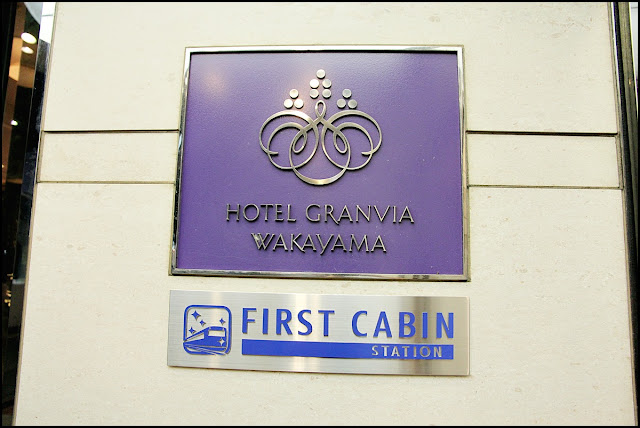 HOTEL GRANVIA
WAKAYAMA
FIRST CABIN
STATION